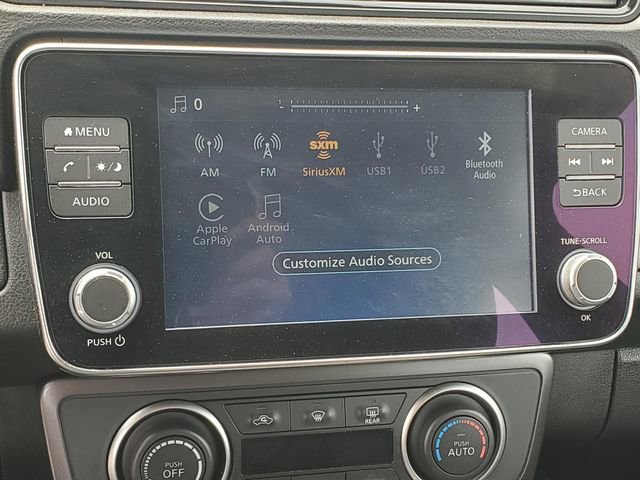 MENU
AUDIO
VOL
PUSH
0
- +
AM FM sxm SiriusXM USB1 USB2 Bluetooth Audio
Apple CarPlay Android Auto
Customize Audio Sources
CAMERA
BACK
TUNE·SCROLL
OK
REAR
PUSH OFF
PUSH AUTO